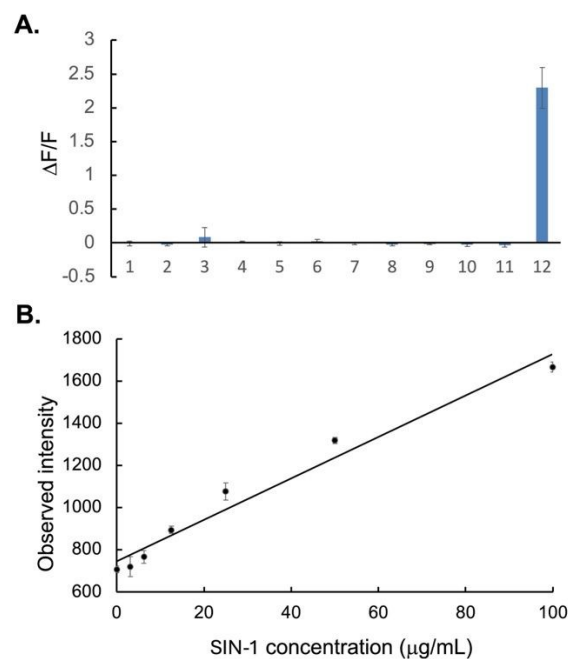 A.
3
2.5
2
1.5
1
0.5
0
-0.5
ΔF/F
1 2 3 4 5 6 7 8 9 10 11 12
B.
1800
1600
1400
1200
1000
800
600
Observed intensity
0 20 40 60 80 100
SIN-1 concentration (μg/mL)